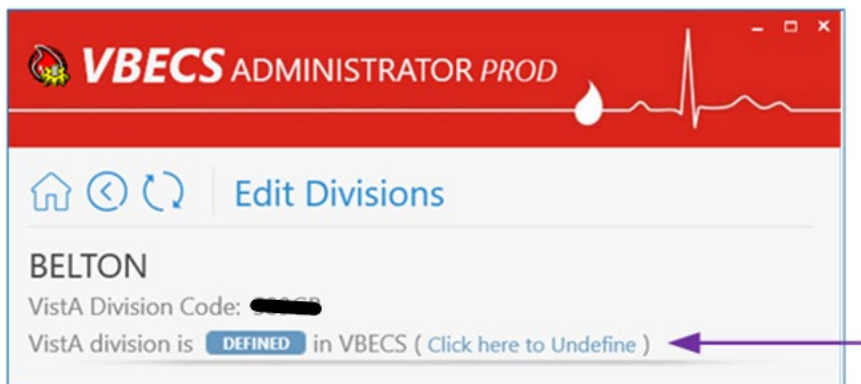 VBECS ADMINISTRATOR PROD
Edit Divisions
BELTON
VistA Division Code:
VistA division is DEFINED in VBECS ( Click here to Undefine )